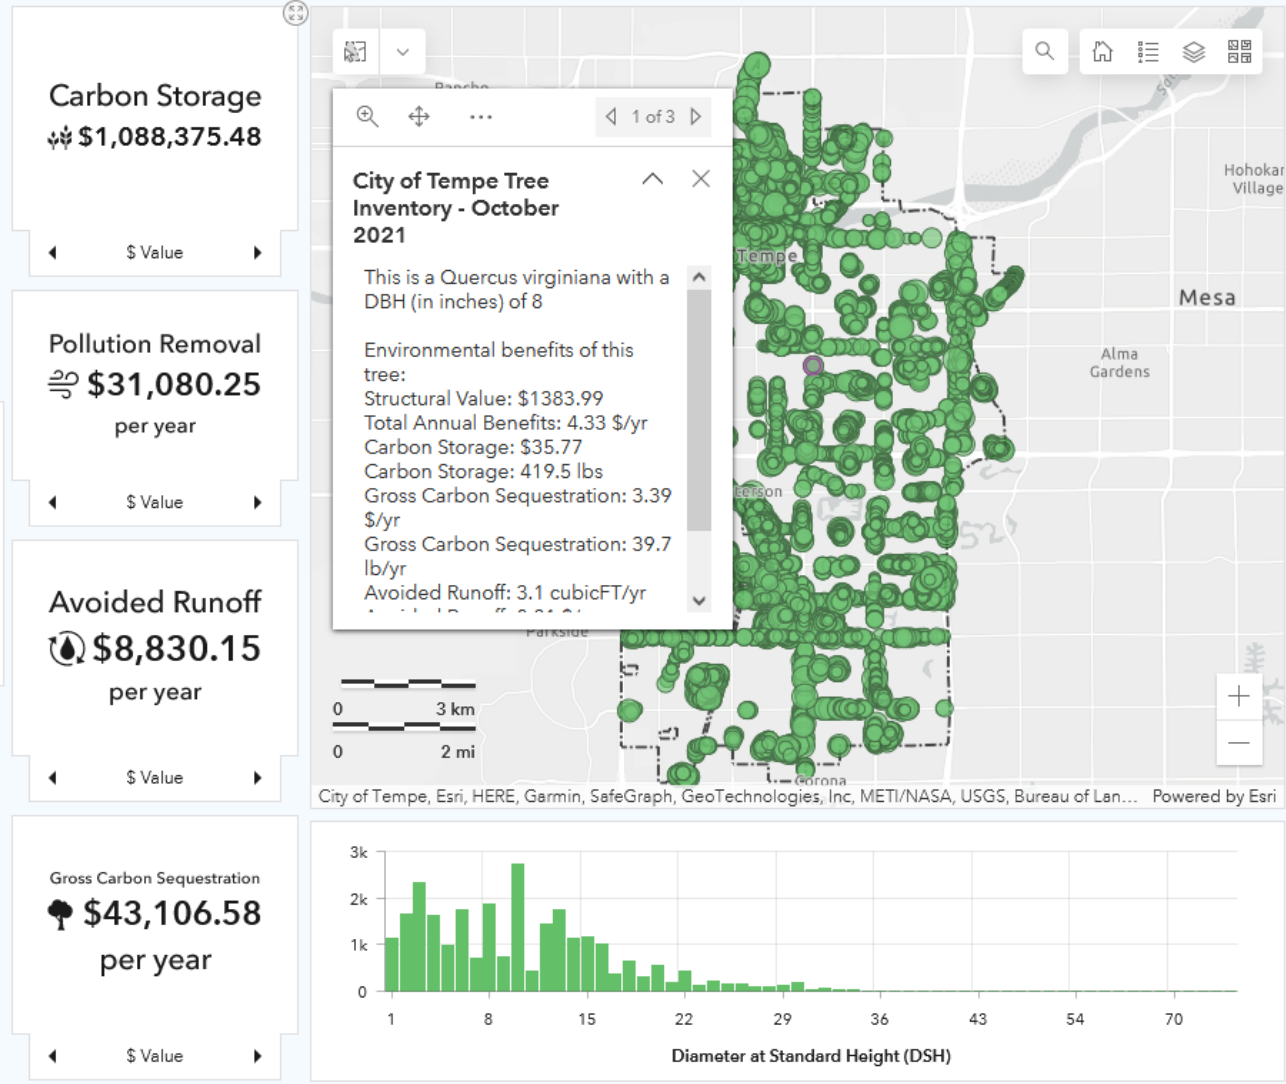 Carbon Storage
$1,088,375.48
$ Value
Pollution Removal
$31,080.25
per year
$ Value
Avoided Runoff
$8,830.15
per year
$ Value
Gross Carbon Sequestration
$43,106.58
per year
$ Value
1 of 3
City of Tempe Tree
Inventory - October
2021
This is a Quercus virginiana with a
DBH (in inches) of 8
Environmental benefits of this
tree:
Structural Value: $1383.99
Total Annual Benefits: 4.33 $/yr
Carbon Storage: $35.77
Carbon Storage: 419.5 lbs
Gross Carbon Sequestration: 3.39
$/yr
Gross Carbon Sequestration: 39.7
lb/yr
Avoided Runoff: 3.1 cubicFT/yr
Rancho
Hohokam
Village
Tempe
Mesa
Alma
Gardens
erson
Parkside
Corona
0 3 km
0 2 mi
City of Tempe, Esri, HERE, Garmin, SafeGraph, GeoTechnologies, Inc, METI/NASA, USGS, Bureau of Lan... Powered by Esri
3k
2k
1k
0
1 8 15 22 29 36 43 54 70
Diameter at Standard Height (DSH)